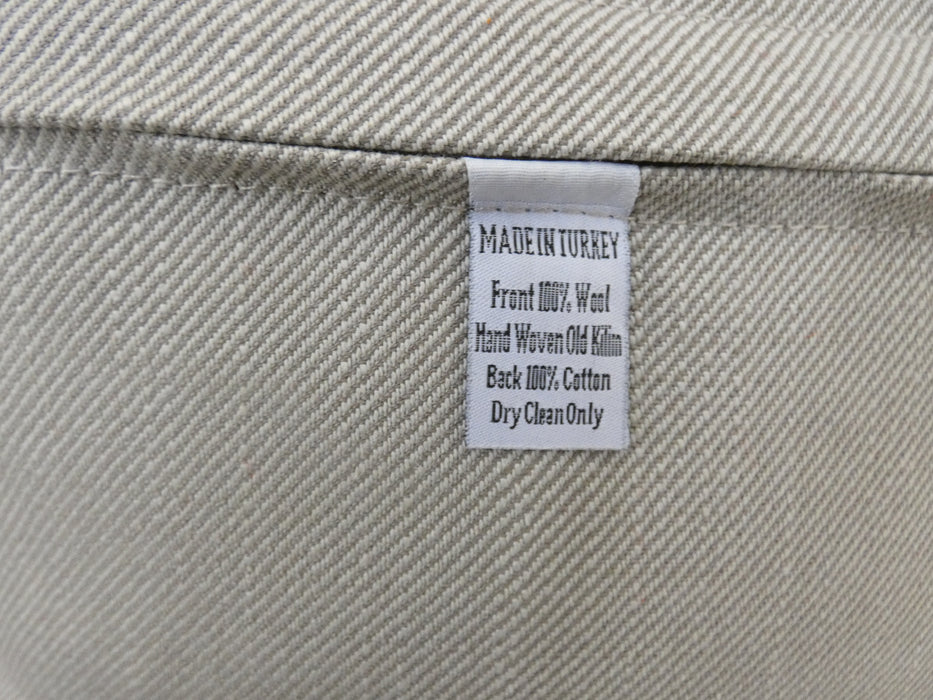 MADE IN TURKEY
Front 100% Wool
Hand Woven Old Kilim
Back 100% Cotton
Dry Clean Only